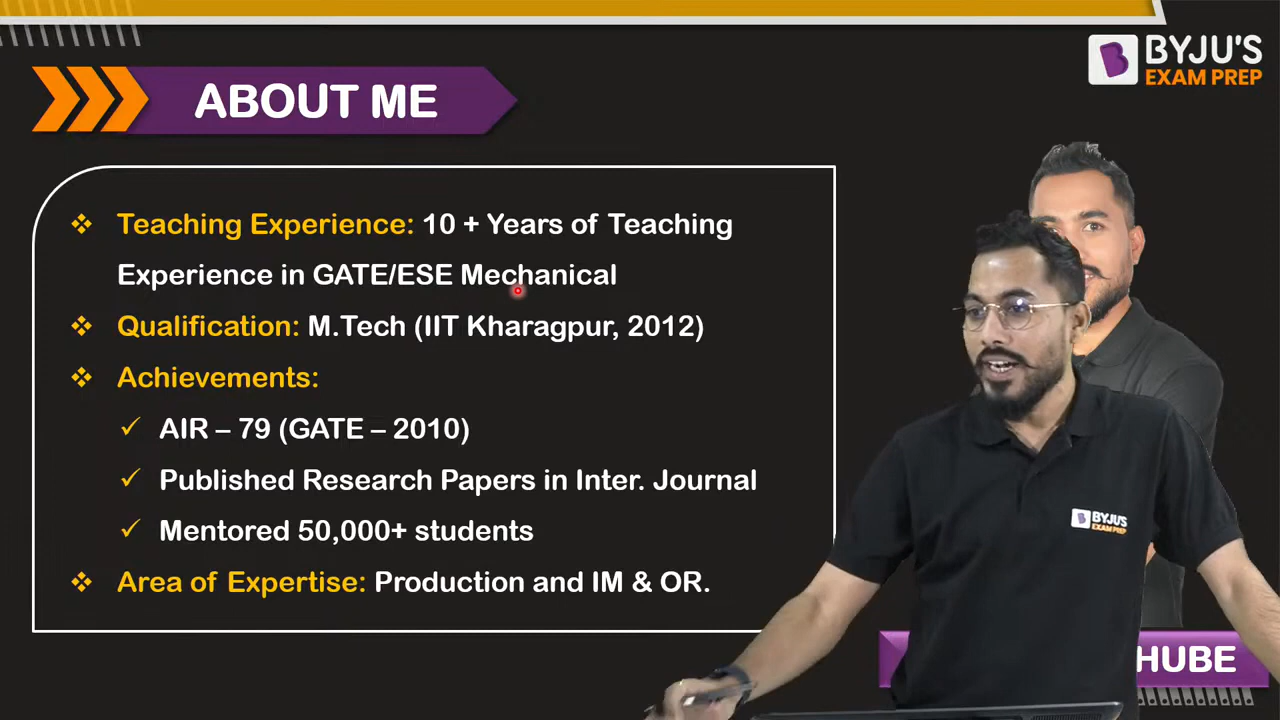 BYJU'S
EXAM PREP
ABOUT ME
Teaching Experience: 10 + Years of Teaching
Experience in GATE/ESE Mechanical
Qualification: M.Tech (IIT Kharagpur, 2012)
Achievements:
AIR – 79 (GATE – 2010)
Published Research Papers in Inter. Journal
Mentored 50,000+ students
Area of Expertise: Production and IM & OR.
BYJU'S
EXAM PREP